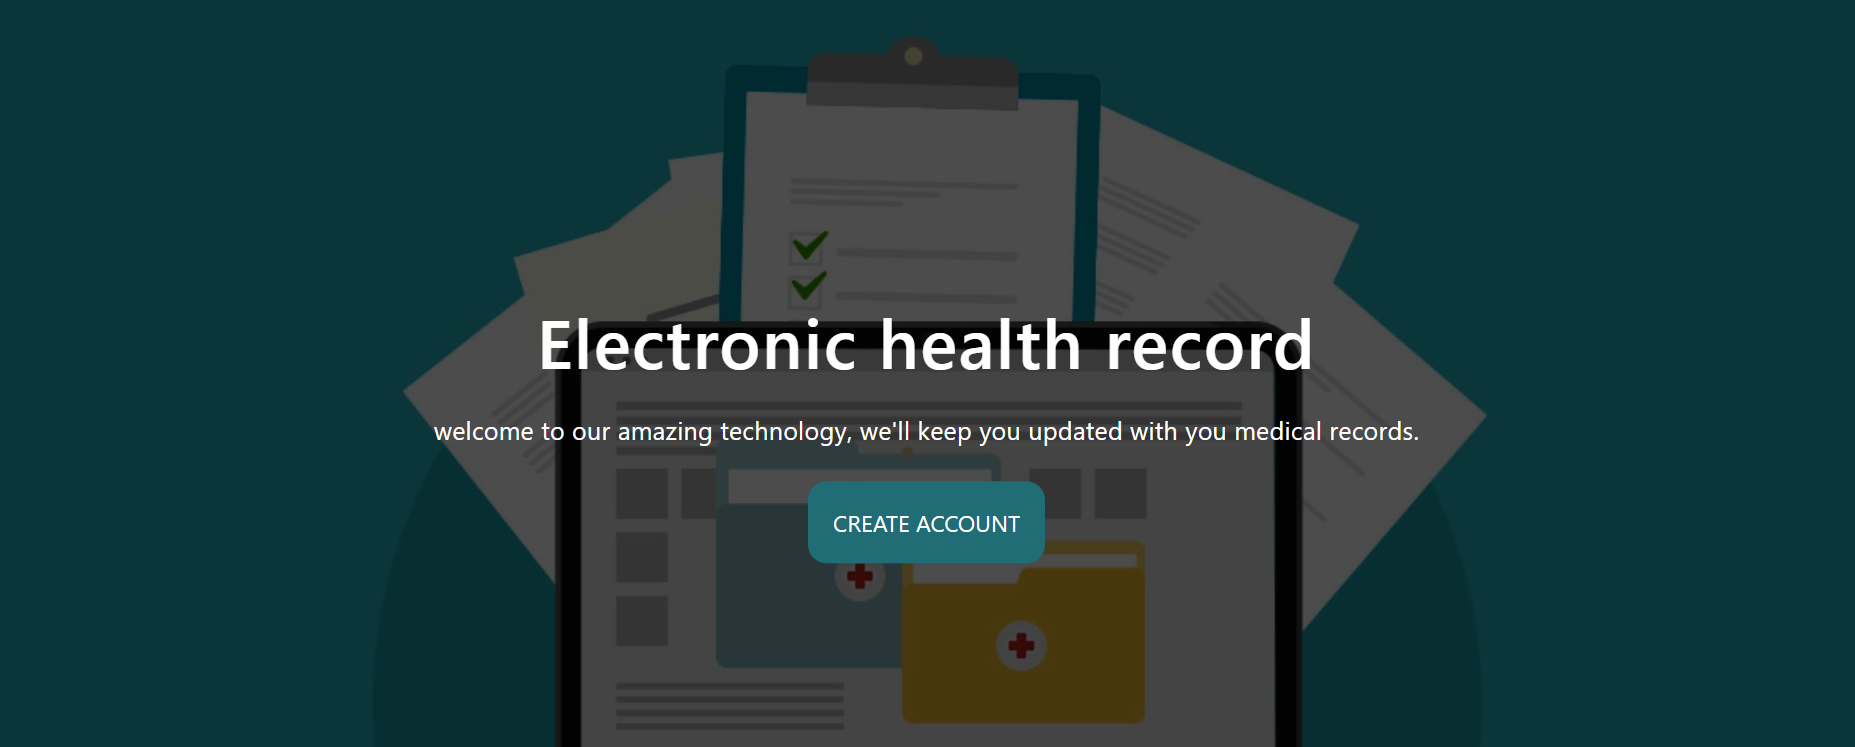 Electronic health record
welcome to our amazing technology, we'll keep you updated with you medical records.
CREATE ACCOUNT